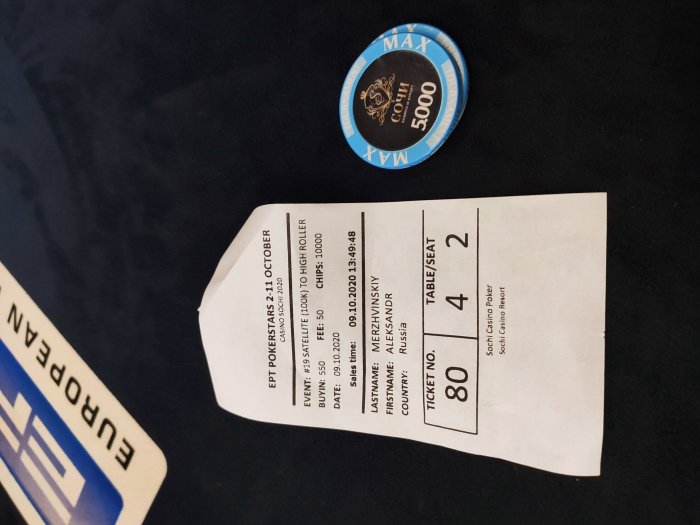 EPT POKERSTARS 2-11 OCTOBER
CASINO SOCHI 2020
EVENT: #19 SATELLITE (100K) TO HIGH ROLLER
BUYIN: 550 FEE: 50 CHIPS: 10000
DATE: 09.10.2020
Sales time: 09.10.2020 13:49:48
LASTNAME: MERZHVINSKIY
FIRSTNAME: ALEKSANDR
COUNTRY: Russia
TICKET NO. TABLE/SEAT
80 4 2
Sochi Casino Poker
Sochi Casino Resort
MAX
СОЧИ
5.000
MAX
EUROPEAN